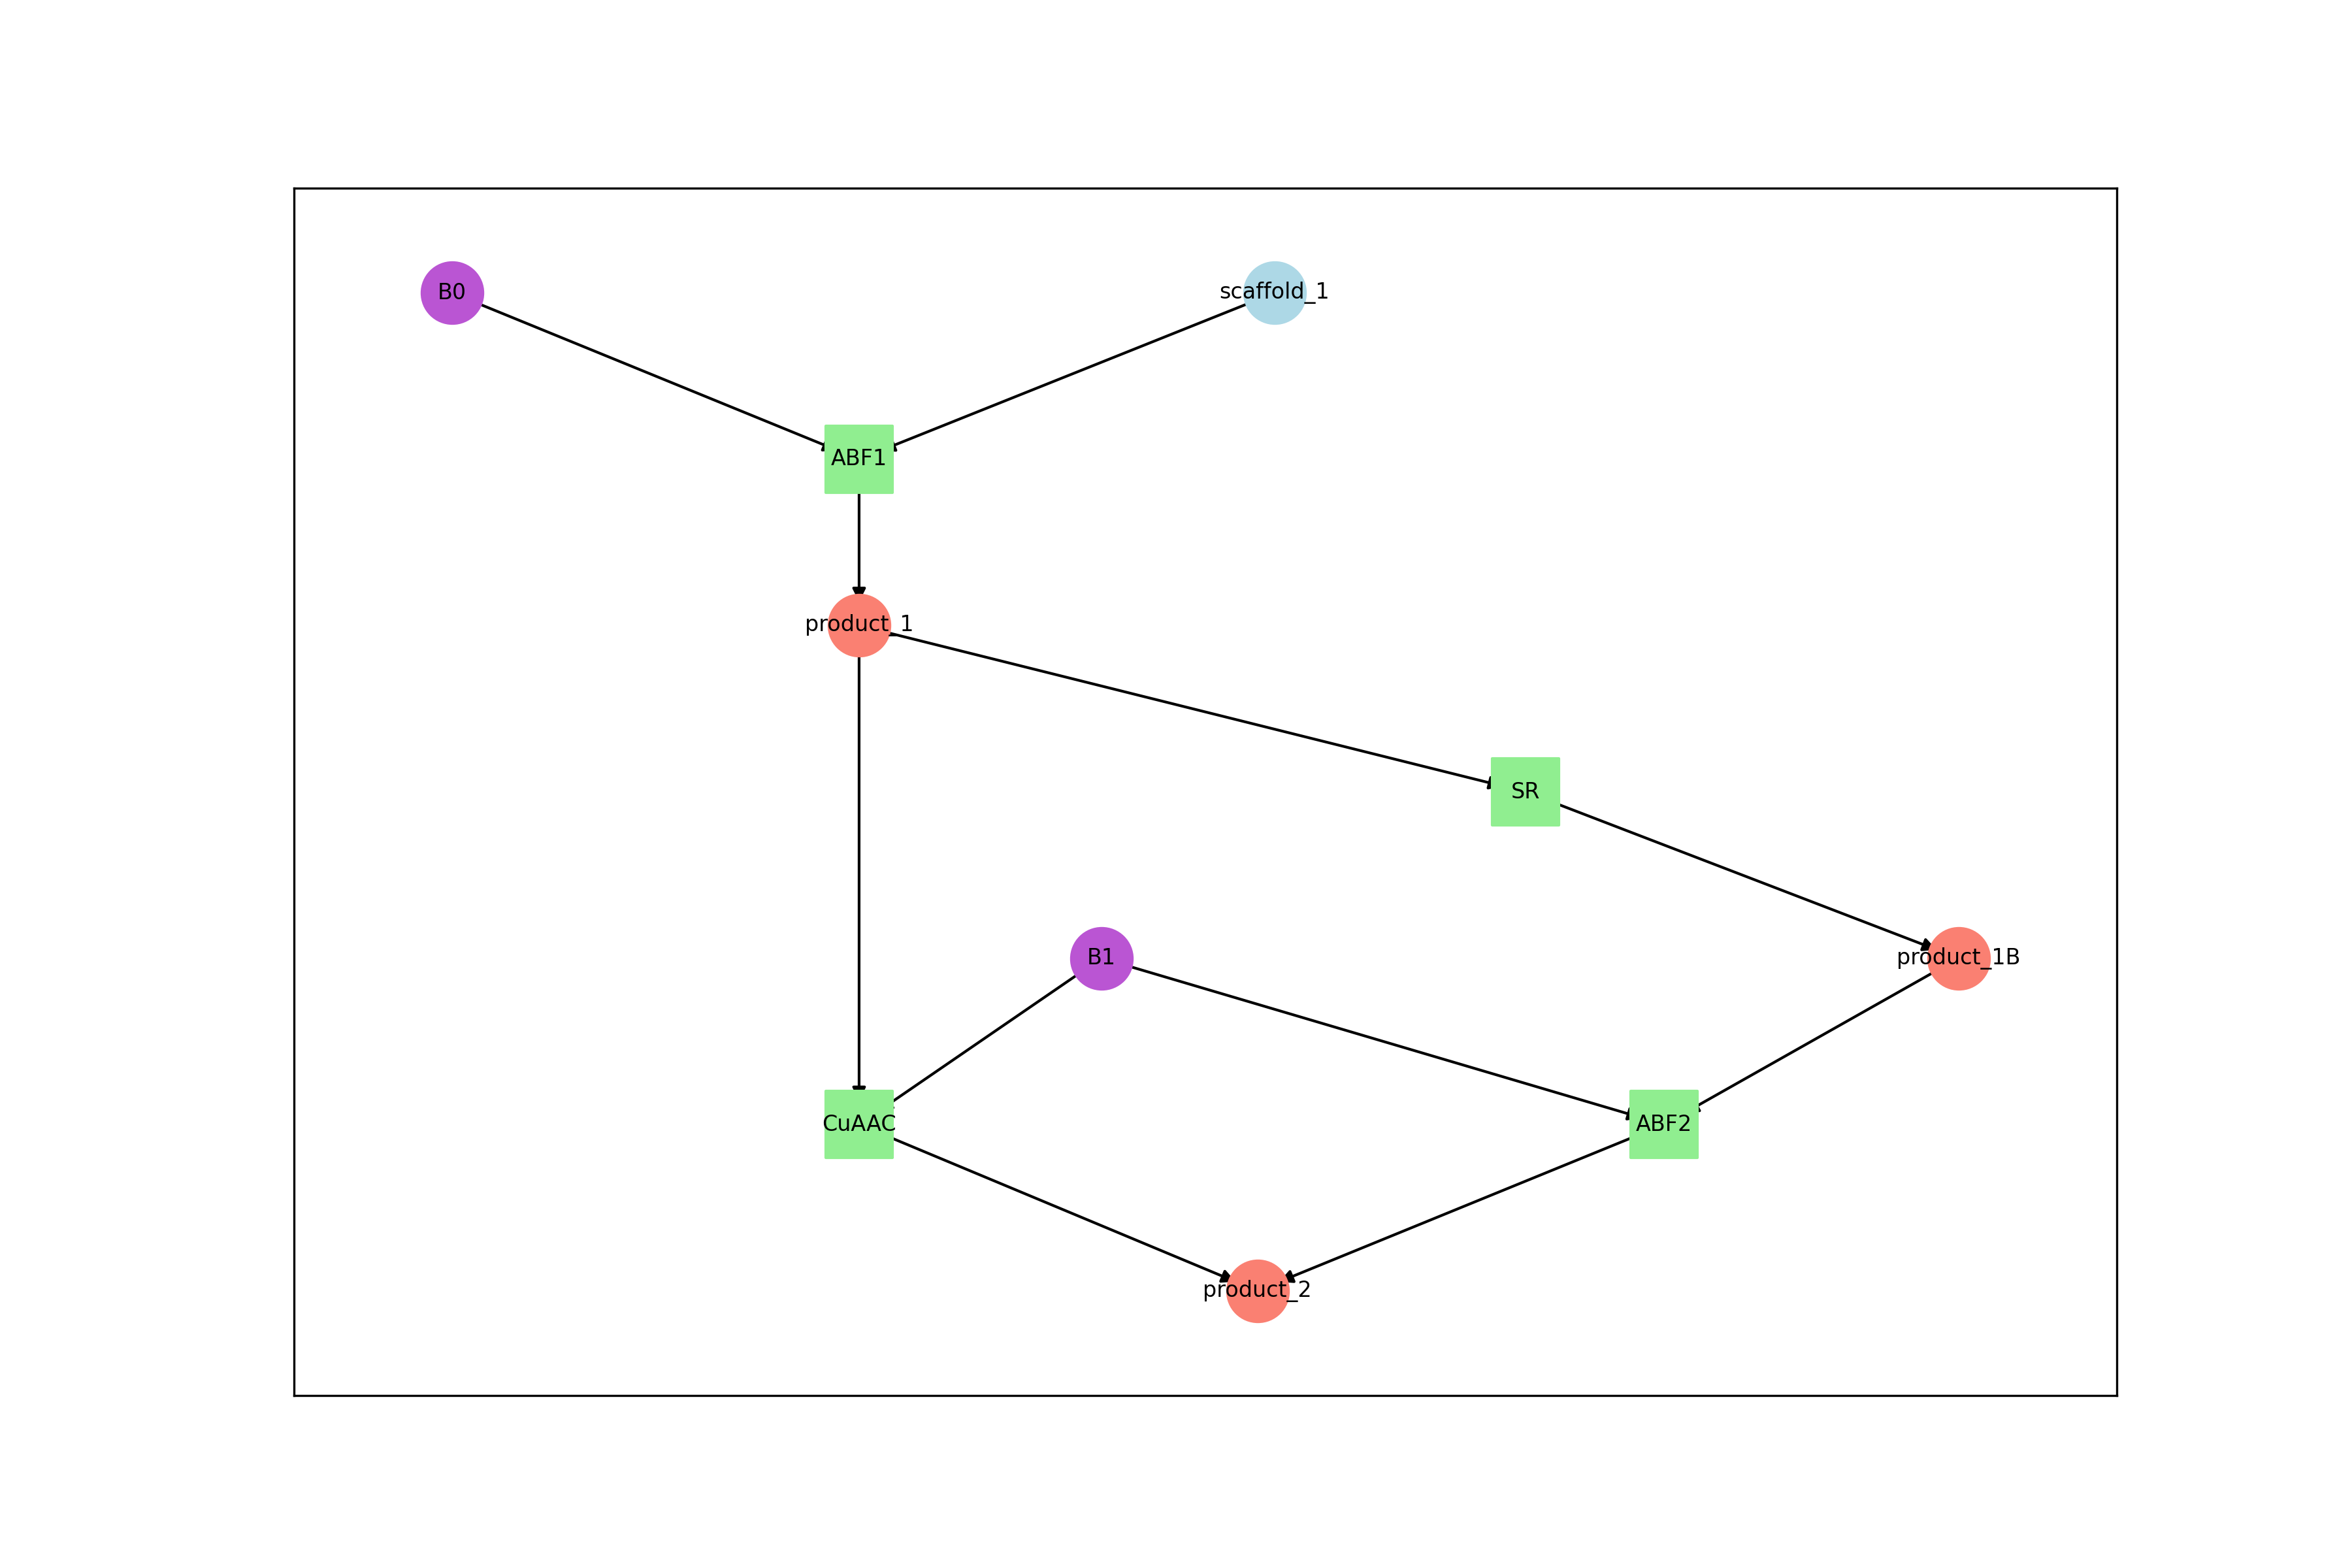 B0
scaffold_1
ABF1
product_1
SR
B1
product_1B
CuAAC
ABF2
product_2